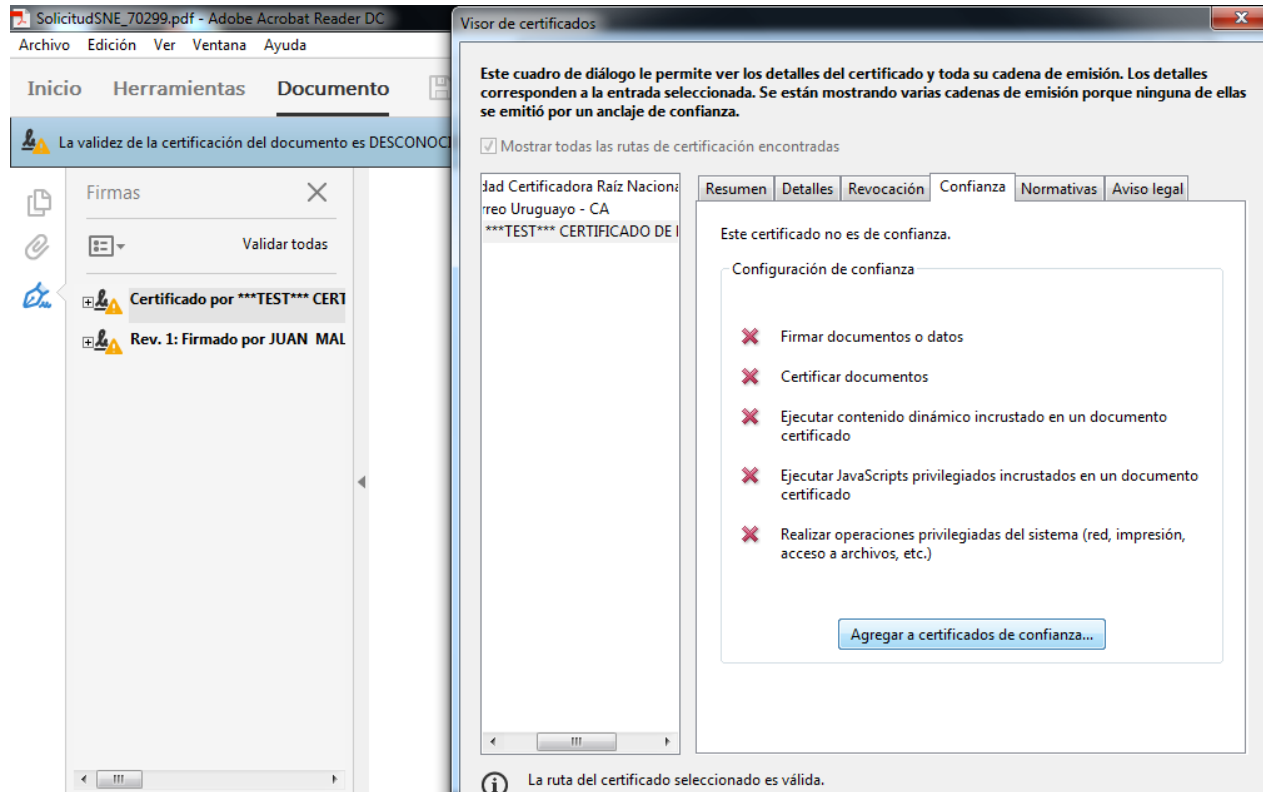 SolicitudSNE_70299.pdf - Adobe Acrobat Reader DC
Archivo Edición Ver Ventana Ayuda
Inicio Herramientas Documento
La validez de la certificación del documento es DESCONOCI
Firmas
Validar todas
Certificado por ***TEST*** CERT
Rev. 1: Firmado por JUAN MAL
Visor de certificados
Este cuadro de diálogo le permite ver los detalles del certificado y toda su cadena de emisión. Los detalles
corresponden a la entrada seleccionada. Se están mostrando varias cadenas de emisión porque ninguna de ellas
se emitió por un anclaje de confianza.
Mostrar todas las rutas de certificación encontradas
dad Certificadora Raíz Naciona
rreo Uruguayo - CA
***TEST*** CERTIFICADO DE
Resumen Detalles Revocación Confianza Normativas Aviso legal
Este certificado no es de confianza.
Configuración de confianza
Firmar documentos o datos
Certificar documentos
Ejecutar contenido dinámico incrustado en un documento
certificado
Ejecutar JavaScripts privilegiados incrustados en un documento
certificado
Realizar operaciones privilegiadas del sistema (red, impresión,
acceso a archivos, etc.)
Agregar a certificados de confianza...
La ruta del certificado seleccionado es válida.